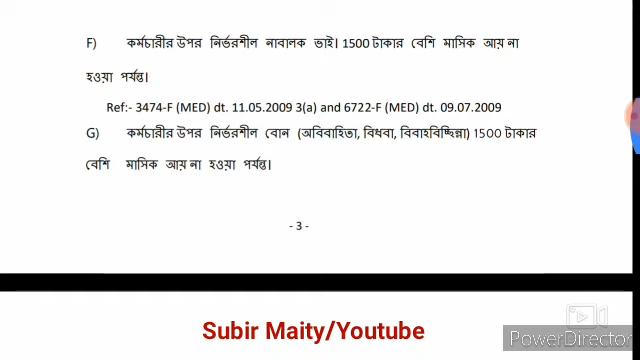 F) কর্মচারীর উপর নির্ভরশীল নাবালক ভাই। 1500 টাকার বেশি মাসিক আয় না
হওয়া পর্যন্ত।
Ref:- 3474-F (MED) dt. 11.05.2009 3(a) and 6722-F (MED) dt. 09.07.2009
G) কর্মচারীর উপর নির্ভরশীল বোন (অবিবাহিতা, বিধবা, বিবাহবিচ্ছিন্না) 1500 টাকার
বেশি মাসিক আয় না হওয়া পর্যন্ত।
- 3 -
Subir Maity/Youtube
PowerDirector